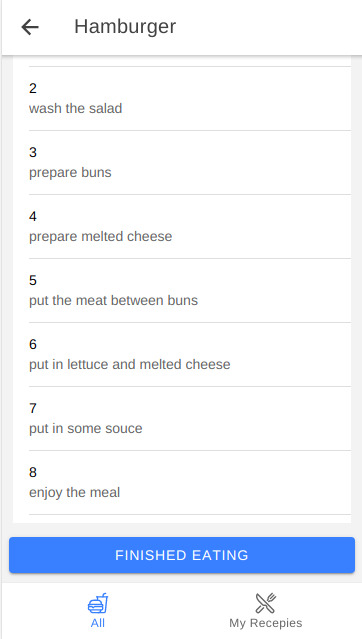 Hamburger
2
wash the salad
3
prepare buns
4
prepare melted cheese
5
put the meat between buns
6
put in lettuce and melted cheese
7
put in some souce
8
enjoy the meal
FINISHED EATING
All
My Recepies